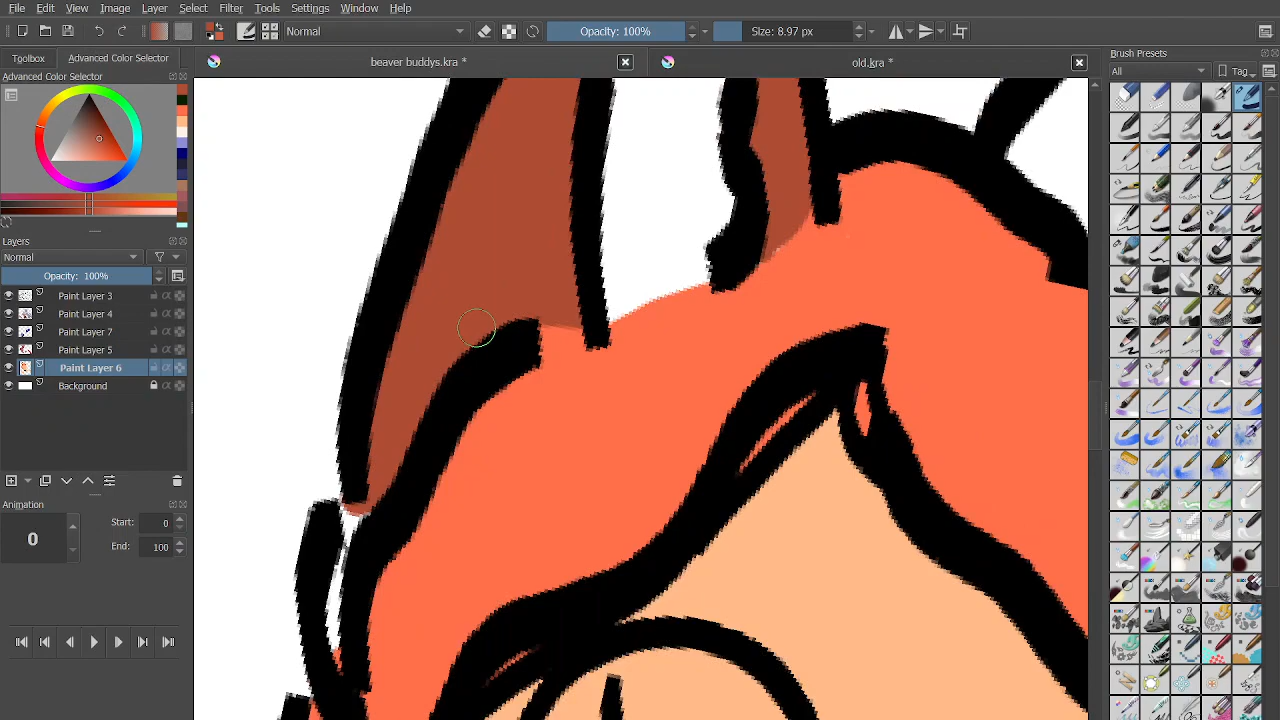 File Edit View Image Layer Select Filter Tools Settings Window Help
Normal Opacity: 100% Size: 8.97 px
Toolbox Advanced Color Selector
beaver buddys.kra * old.kra *
Brush Presets
Advanced Color Selector
All Tag
Layers
Normal
Opacity: 100%
Paint Layer 3
Paint Layer 4
Paint Layer 7
Paint Layer 5
Paint Layer 6
Background
Animation
0
Start: 0
End: 100